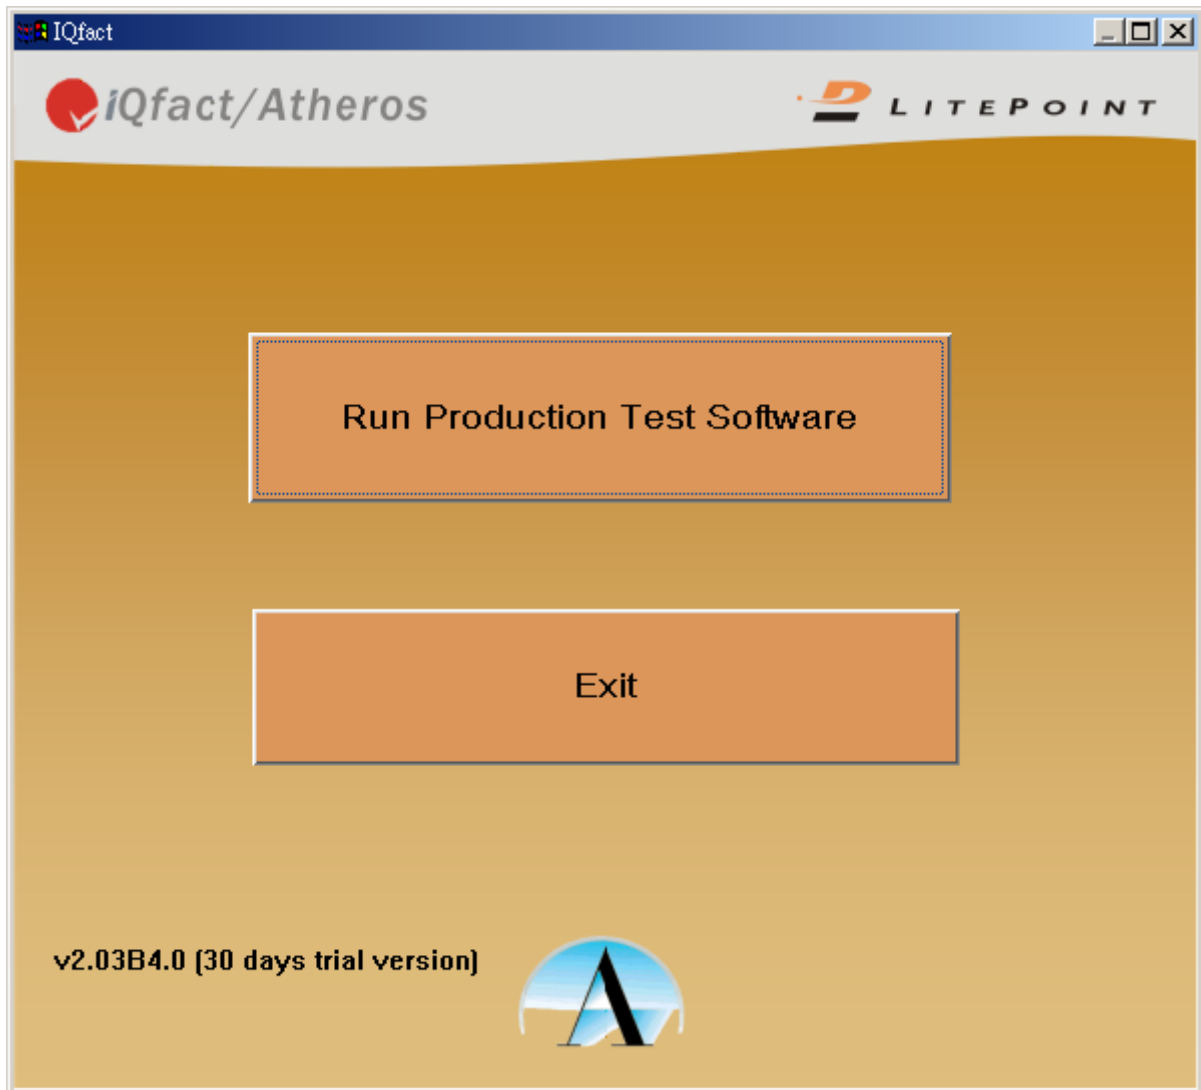 IQfact
iQfact/Atheros
LITEPOINT
Run Production Test Software
Exit
v2.03B4.0 (30 days trial version)